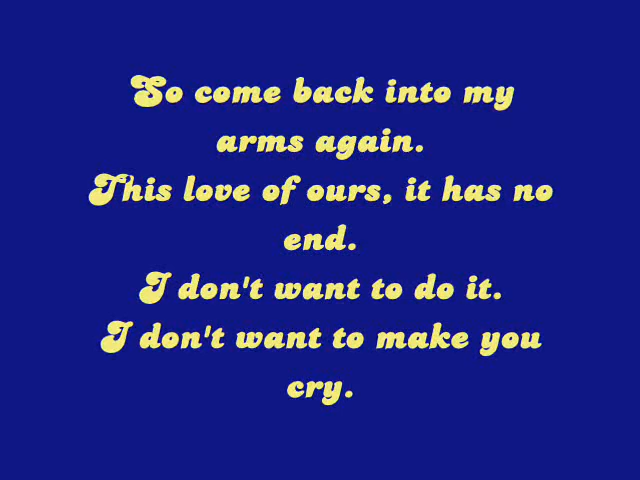 So come back into my
arms again.
This love of ours, it has no
end.
I don't want to do it.
I don't want to make you
cry.